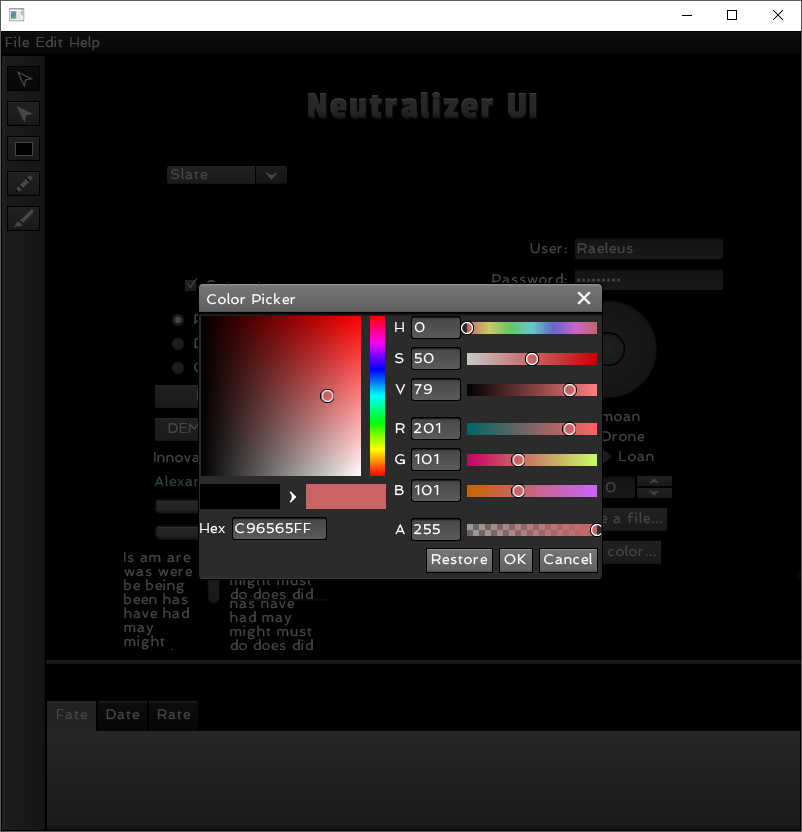 File Edit Help
Neutralizer UI
Slate
User: Raeleus
Password: •••••••••
Color Picker
H 0
S 50
V 79
R 201
G 101
B 101
Hex C96565FF
A 255
Restore OK Cancel
moan
Drone
Loan
DEM
Innova
Alexan
0
e a file...
color...
Is am are
was were
be being
been has
have had
may
might
might must
do does did
has have
had may
might must
do does did
Fate Date Rate